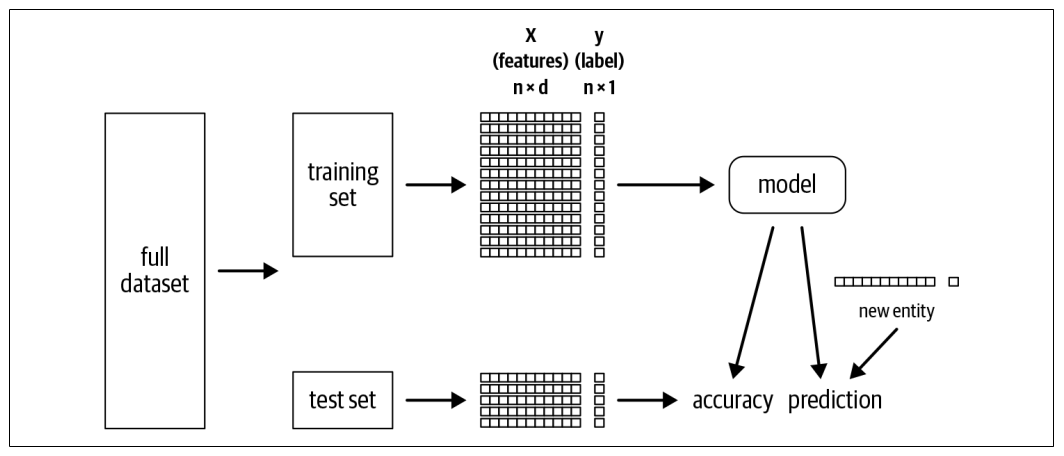 X y
(features) (label)
n × d n × 1
full
dataset
training
set
model
new entity
test set
accuracy prediction